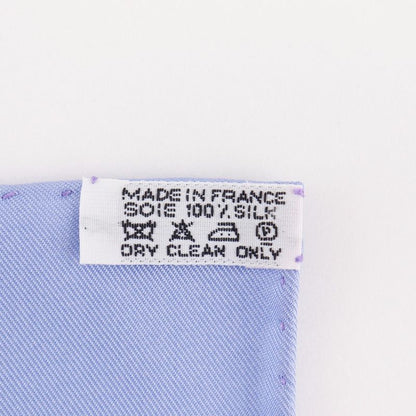 MADE IN FRANCE
SOIE 100% SILK
P
DRY CLEAN ONLY